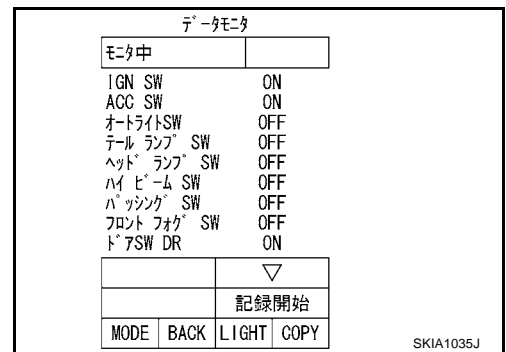 データモニタ
モニタ中
IGN SW ON
ACC SW ON
オートライトSW OFF
テール ランプ SW OFF
ヘッド ランプ SW OFF
ハイ ビーム SW OFF
パッシング SW OFF
フロント フォグ SW OFF
ドアSW DR ON
▽
記録開始
MODE BACK LIGHT COPY
SKIA1035J